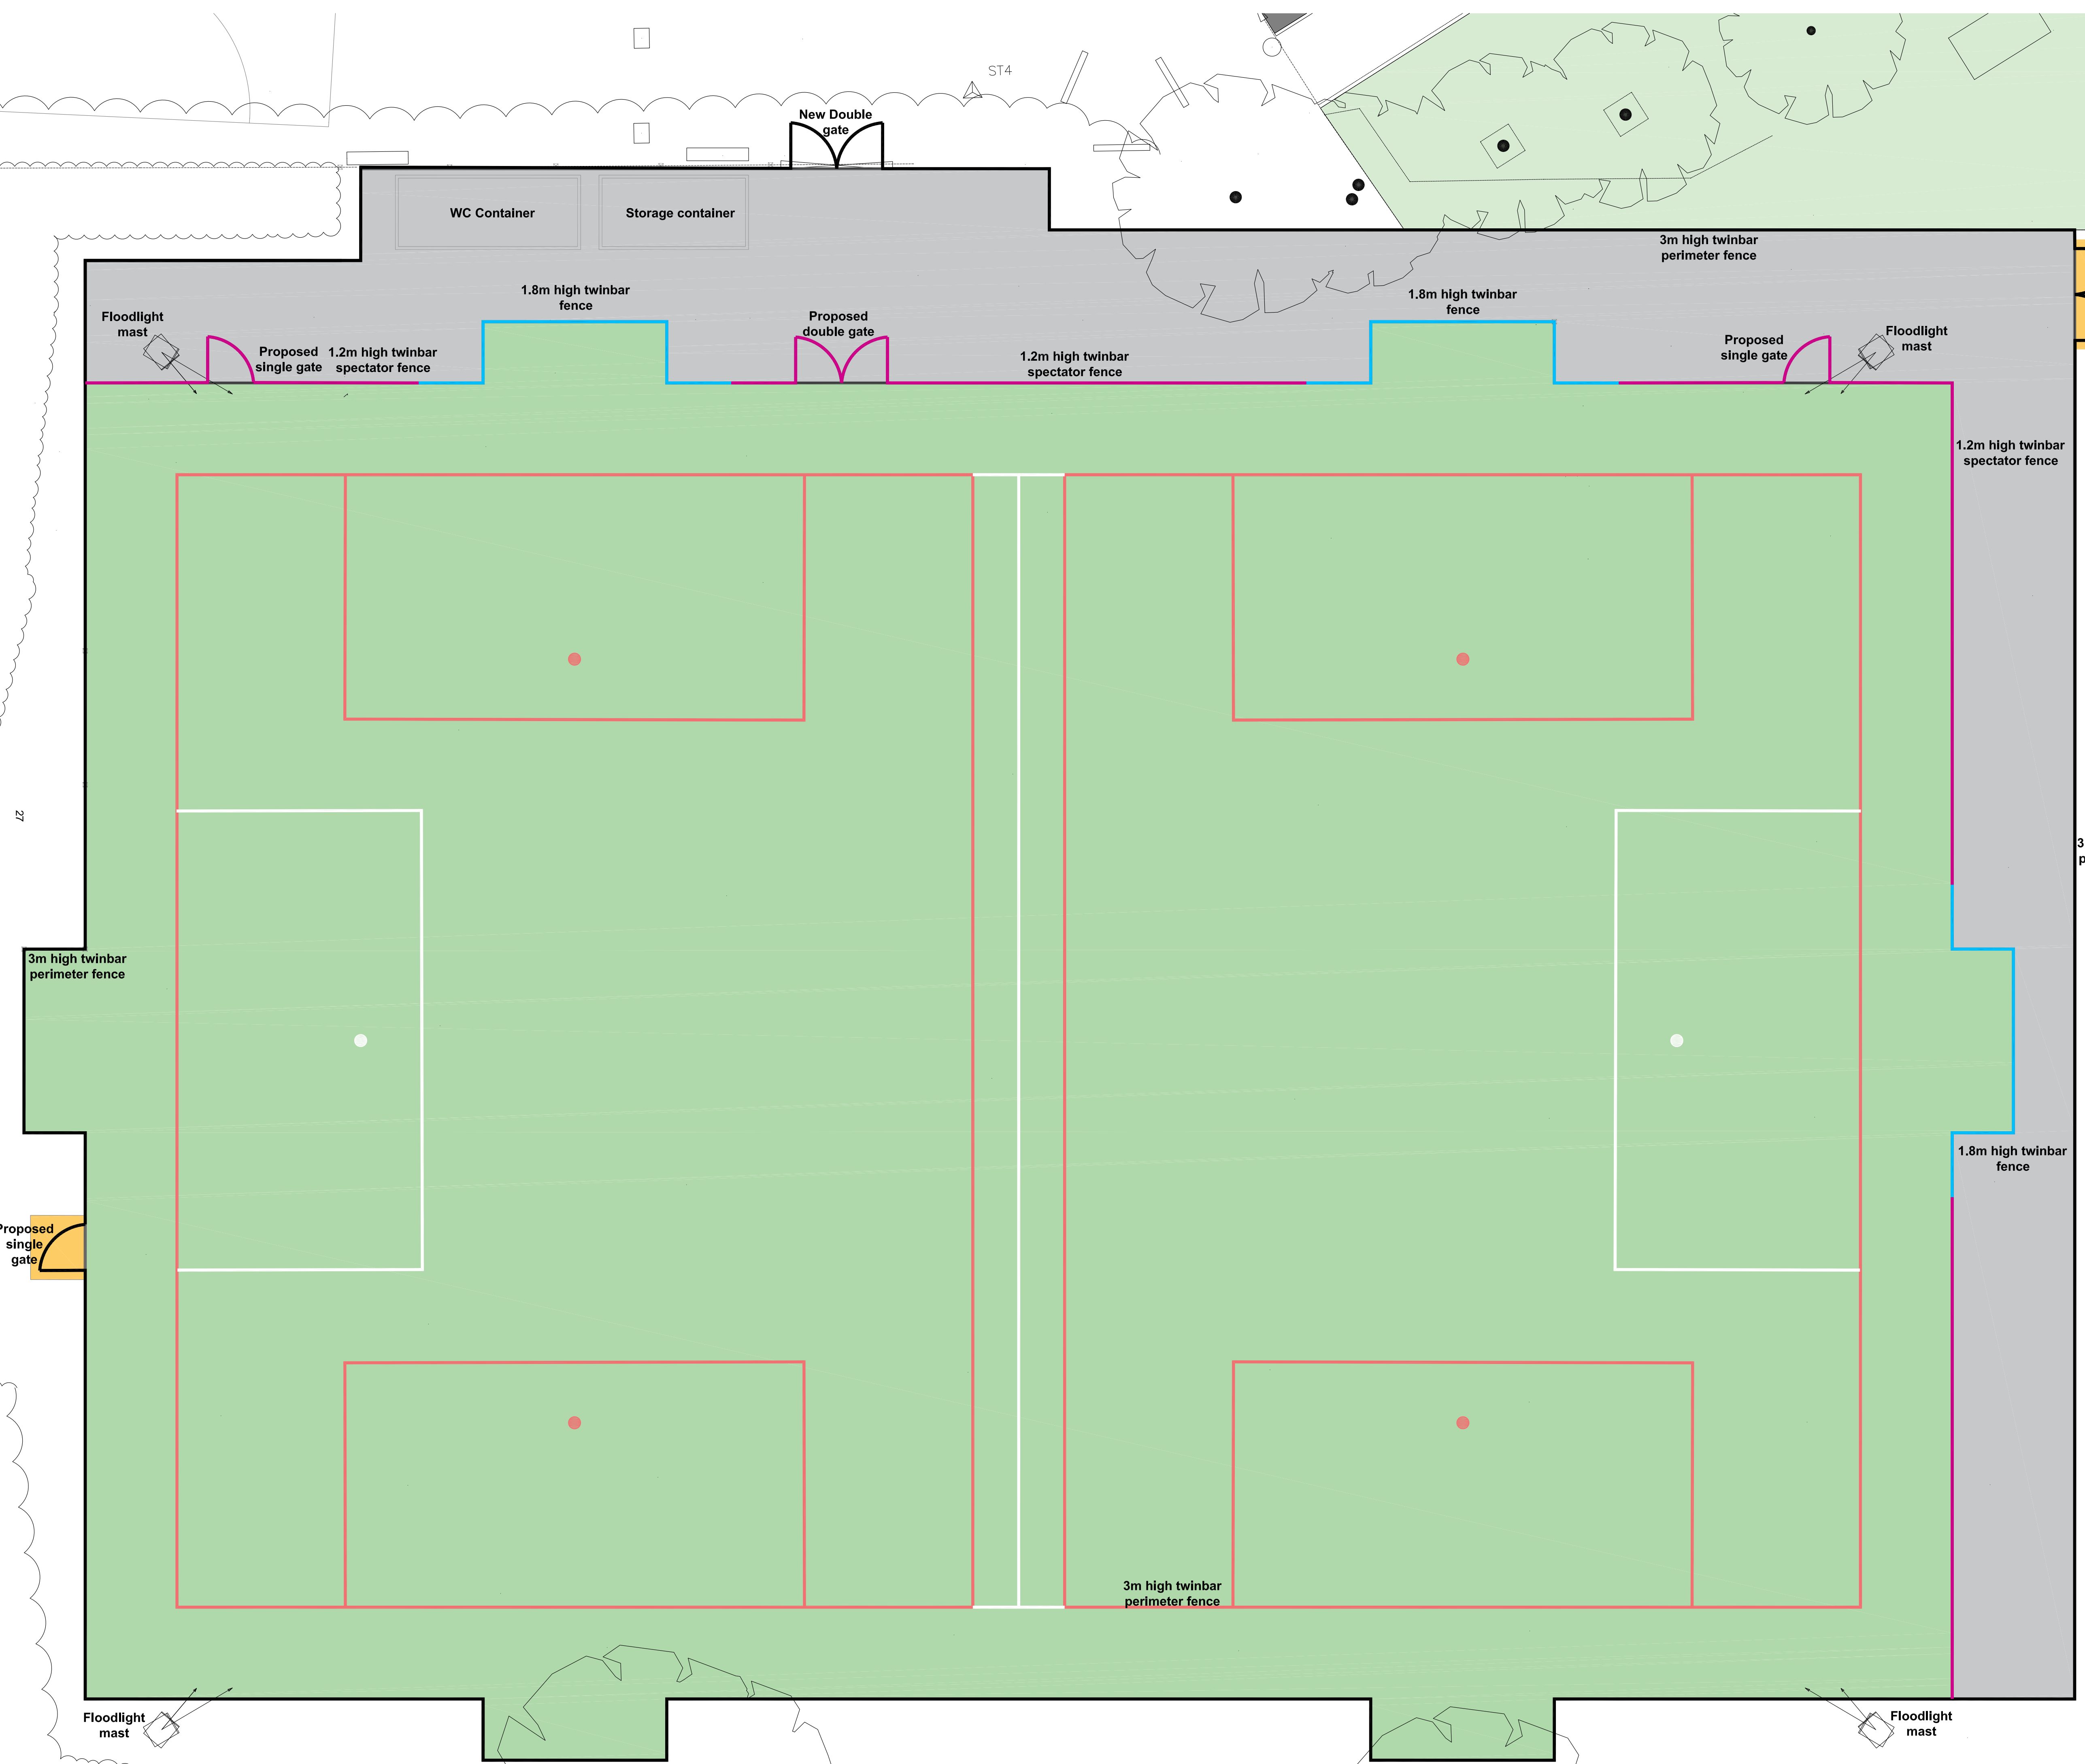 ST4
New Double
gate
WC Container
Storage container
3m high twinbar
perimeter fence
1.8m high twinbar
fence
1.8m high twinbar
fence
Floodlight
mast
Proposed
single gate
1.2m high twinbar
spectator fence
Proposed
double gate
1.2m high twinbar
spectator fence
Proposed
single gate
Floodlight
mast
1.2m high twinbar
spectator fence
27
3
p
3m high twinbar
perimeter fence
1.8m high twinbar
fence
Proposed
single
gate
3m high twinbar
perimeter fence
Floodlight
mast
Floodlight
mast